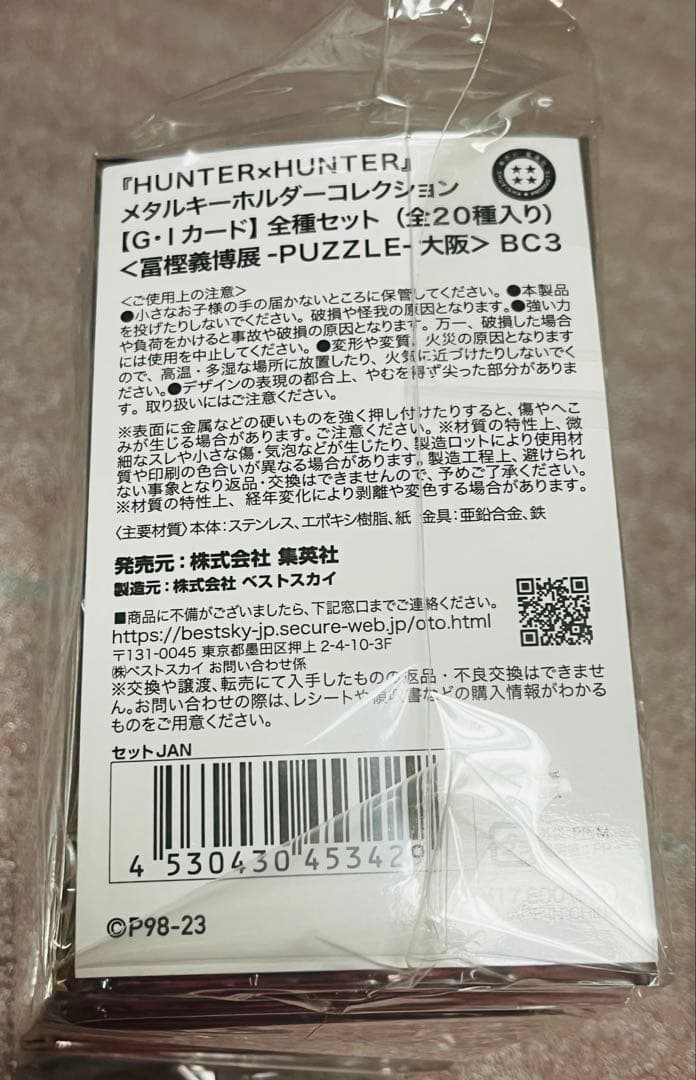 『HUNTER×HUNTER』
メタルキーホルダーコレクション
【G・Iカード】全種セット（全20種入り）
＜冨樫義博展 -PUZZLE- 大阪＞ BC3
＜ご使用上の注意＞
●小さなお子様の手の届かないところに保管してください。●本製品
を投げたりしないでください。破損や怪我の原因となります。●強い力
や負荷をかけると事故や破損の原因となります。万一、破損した場合
には使用を中止してください。●変形や変質、火災の原因となります
ので、高温・多湿な場所に放置したり、火気に近づけたりしないでく
ださい。●デザインの表現の都合上、やむを得ず尖った部分がありま
す。取り扱いにはご注意ください。
※表面に金属などの硬いものを強く押し付けたりすると、傷やへこ
みが生じる場合があります。ご注意ください。※材質の特性上、微
細なスレや小さな傷・気泡などが生じたり、製造ロットにより使用材
質や印刷の色合いが異なる場合があります。製造工程上、避けられ
ない事象となり返品・交換はできませんので、予めご了承ください。
※材質の特性上、経年変化により剥離や変色する場合があります。
〈主要材質〉本体：ステンレス、エポキシ樹脂、紙 金具：亜鉛合金、鉄
発売元：株式会社 集英社
製造元：株式会社 ベストスカイ
■商品に不備がございましたら、下記窓口までご連絡ください。
https://bestsky-jp.secure-web.jp/oto.html
〒131-0045 東京都墨田区押上 2-4-10-3F
㈱ベストスカイ お問い合わせ係
※交換や譲渡、転売にて入手したものの返品・不良交換はできませ
ん。お問い合わせの際は、レシートや領収書などの購入情報がわかる
ものをご用意ください。
セットJAN
4 530430 453429
©P98-23